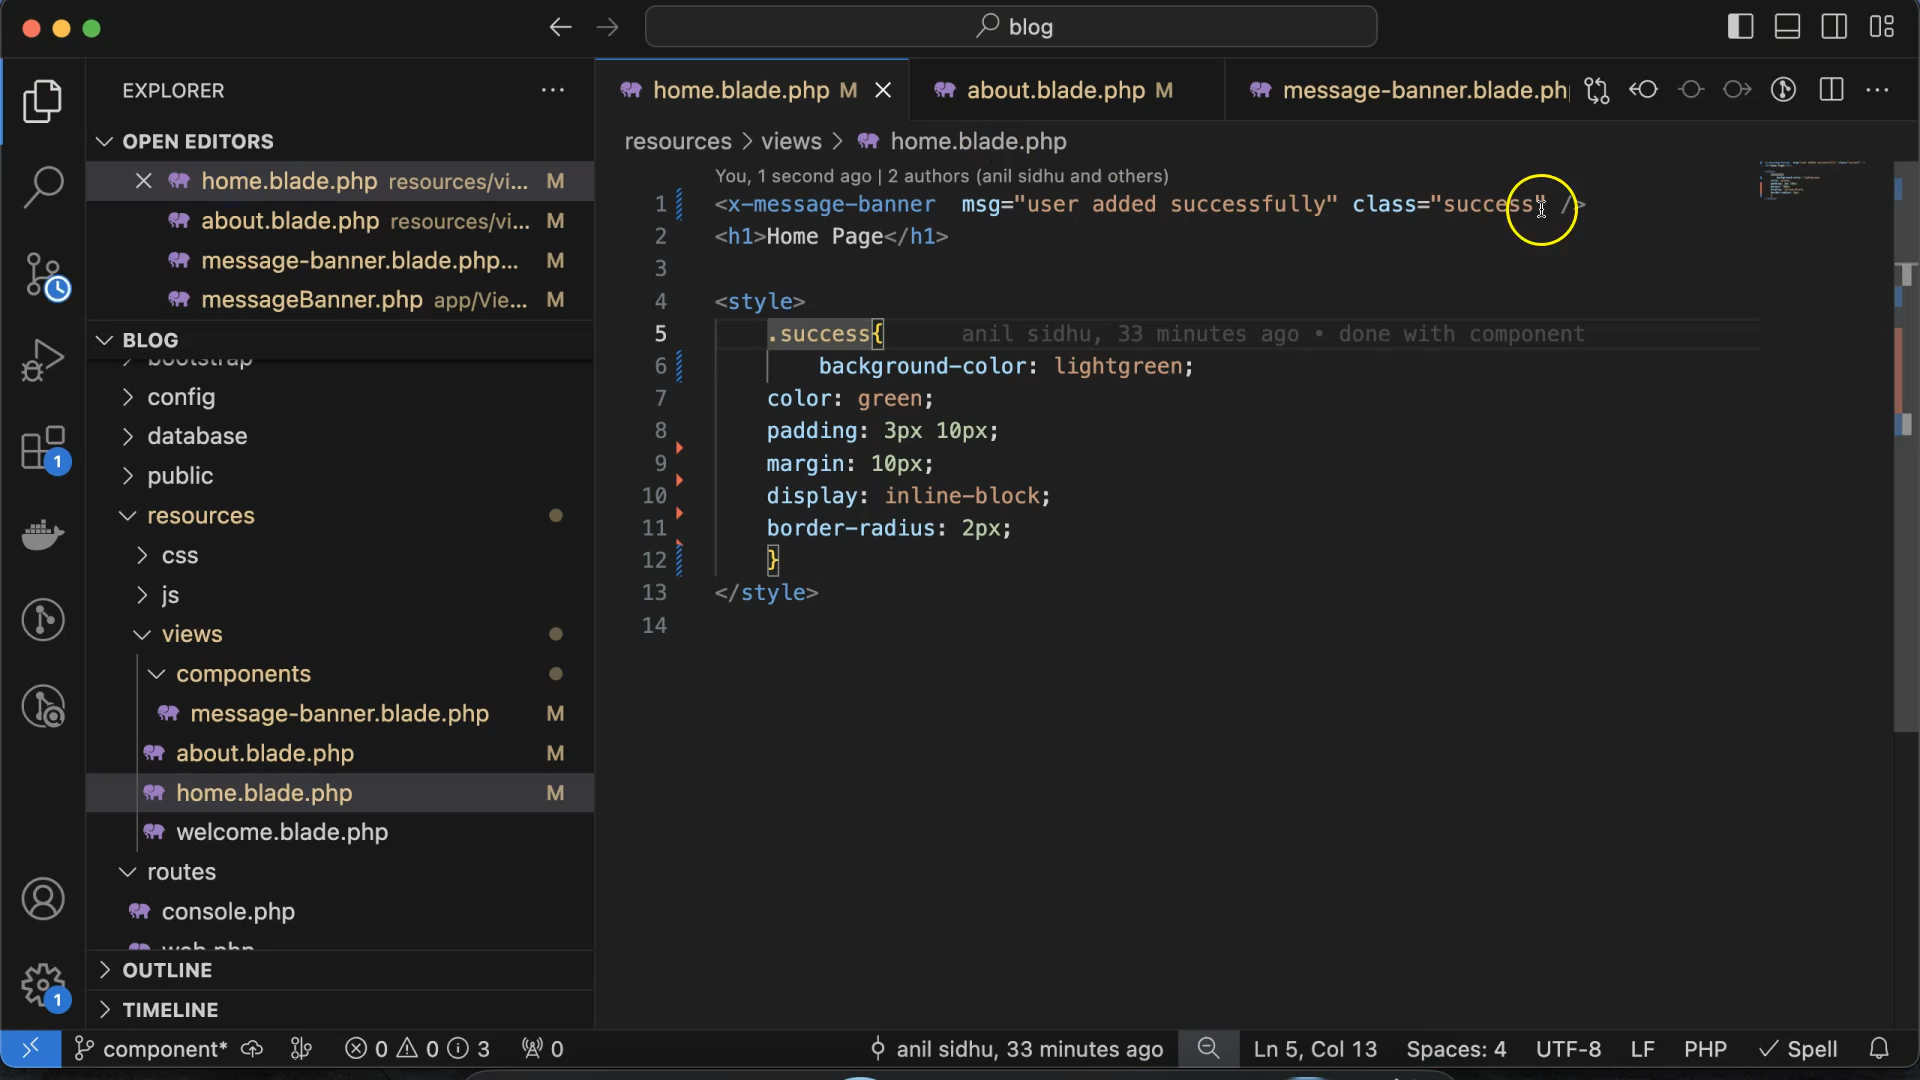 blog
EXPLORER
OPEN EDITORS
home.blade.php resources/vi... M
about.blade.php resources/vi... M
message-banner.blade.php... M
messageBanner.php app/Vie... M
BLOG
bootstrap
config
database
public
resources
css
js
views
components
message-banner.blade.php M
about.blade.php M
home.blade.php M
welcome.blade.php
routes
console.php
web.php
OUTLINE
TIMELINE
home.blade.php M
about.blade.php M
message-banner.blade.ph
resources > views > home.blade.php
You, 1 second ago | 2 authors (anil sidhu and others)
1 <x-message-banner  msg="user added successfully" class="success" />
2 <h1>Home Page</h1>
3
4 <style>
5 .success{ anil sidhu, 33 minutes ago • done with component
6 background-color: lightgreen;
7 color: green;
8 padding: 3px 10px;
9 margin: 10px;
10 display: inline-block;
11 border-radius: 2px;
12 }
13 </style>
14
1
1
component* 0 0 3 0 anil sidhu, 33 minutes ago Ln 5, Col 13 Spaces: 4 UTF-8 LF PHP Spell